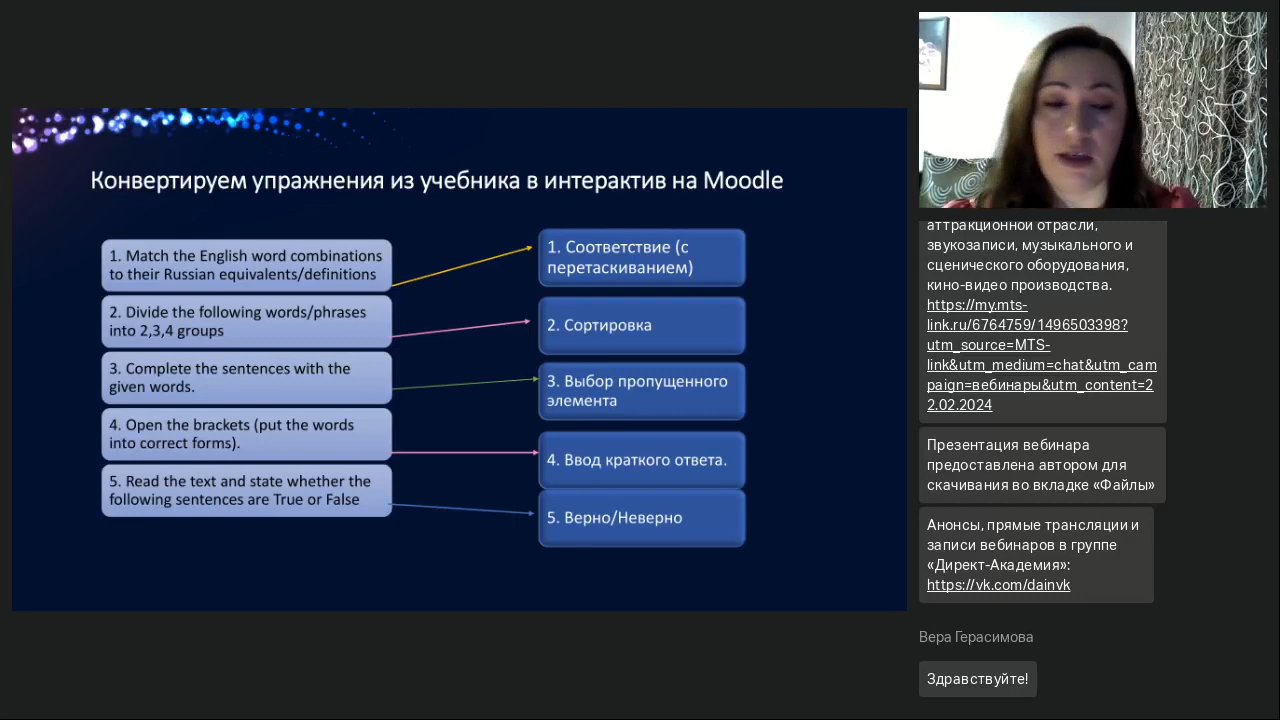 Конвертируем упражнения из учебника в интерактив на Moodle
1. Match the English word combinations
to their Russian equivalents/definitions
2. Divide the following words/phrases
into 2,3,4 groups
3. Complete the sentences with the
given words.
4. Open the brackets (put the words
into correct forms).
5. Read the text and state whether the
following sentences are True or False
1. Соответствие (с
перетаскиванием)
2. Сортировка
3. Выбор пропущенного
элемента
4. Ввод краткого ответа.
5. Верно/Неверно
аттракционной отрасли,
звукозаписи, музыкального и
сценического оборудования,
кино-видео производства.
https://my.mts-
link.ru/6764759/1496503398?
utm_source=MTS-
link&utm_medium=chat&utm_cam
paign=вебинары&utm_content=2
2.02.2024
Презентация вебинара
предоставлена автором для
скачивания во вкладке «Файлы»
Анонсы, прямые трансляции и
записи вебинаров в группе
«Директ-Академия»:
https://vk.com/dainvk
Вера Герасимова
Здравствуйте!